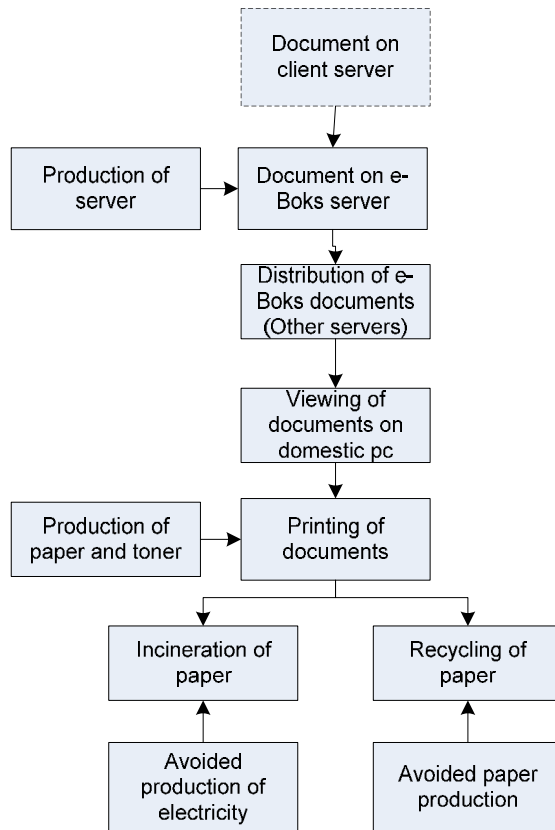 Document on
client server
Production of
server
Document on e-
Boks server
Distribution of e-
Boks documents
(Other servers)
Viewing of
documents on
domestic pc
Production of
paper and toner
Printing of
documents
Incineration of
paper
Recycling of
paper
Avoided
production of
electricity
Avoided paper
production